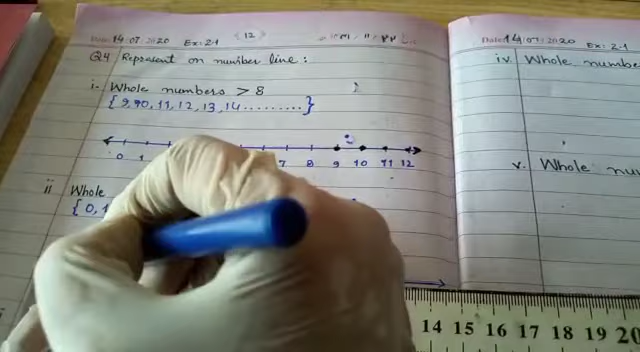 Date 14/07/2020 Ex: 2.1 (12)
Q4 Represent on number line:
i. Whole numbers > 8
{ 9, 10, 11, 12, 13, 14 ......... }
0 1 7 8 9 10 11 12
ii Whole
{ 0, 1
Date 14/07/2020 Ex: 2.1
iv. Whole numbe
v. Whole nu
14 15 16 17 18 19 20